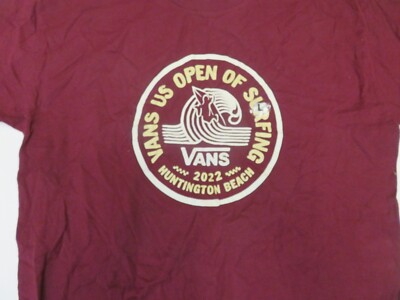 VANS US OPEN OF SURFING
VANS
2022
HUNTINGTON BEACH